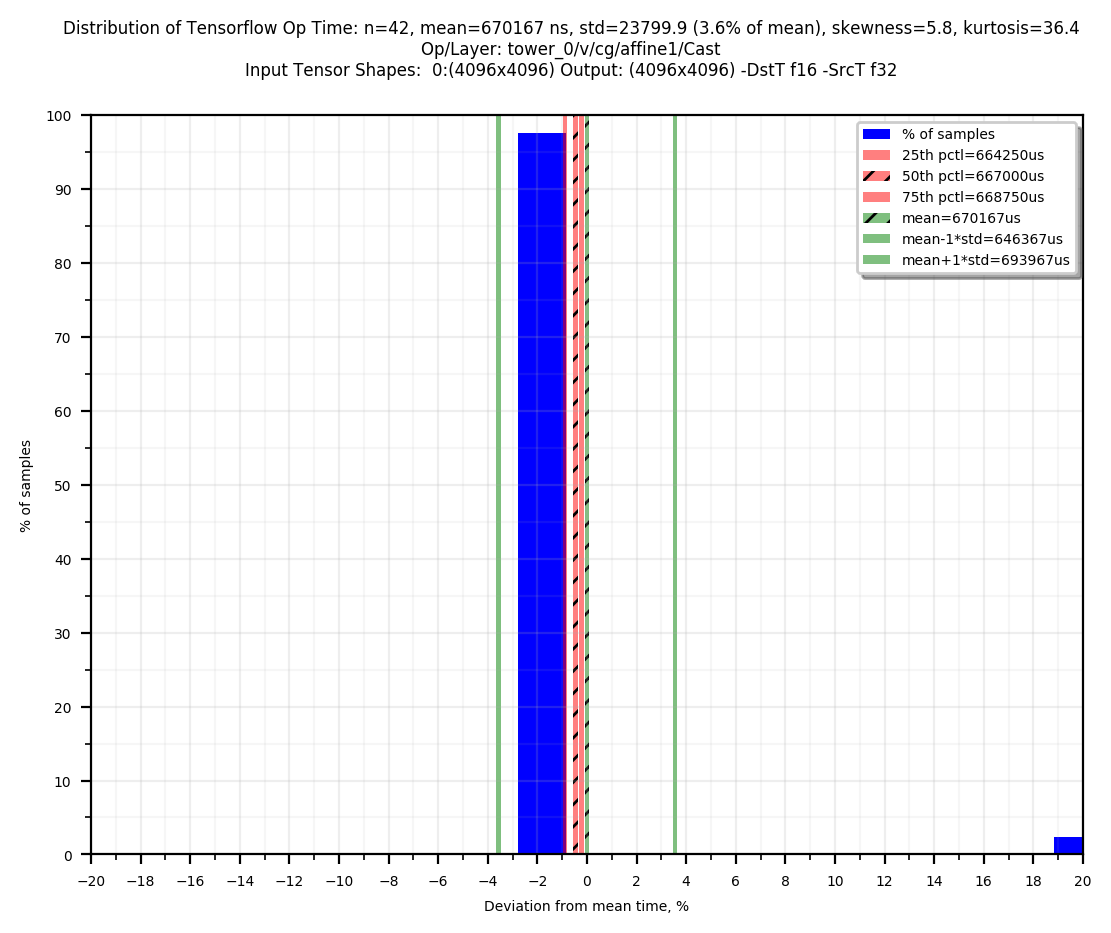 Distribution of Tensorflow Op Time: n=42, mean=670167 ns, std=23799.9 (3.6% of mean), skewness=5.8, kurtosis=36.4
Op/Layer: tower_0/v/cg/affine1/Cast
Input Tensor Shapes:  0:(4096x4096) Output: (4096x4096) -DstT f16 -SrcT f32
% of samples
25th pctl=664250us
50th pctl=667000us
75th pctl=668750us
mean=670167us
mean-1*std=646367us
mean+1*std=693967us
100
90
80
70
60
50
40
30
20
10
0
% of samples
−20 −18 −16 −14 −12 −10 −8 −6 −4 −2 0 2 4 6 8 10 12 14 16 18 20
Deviation from mean time, %